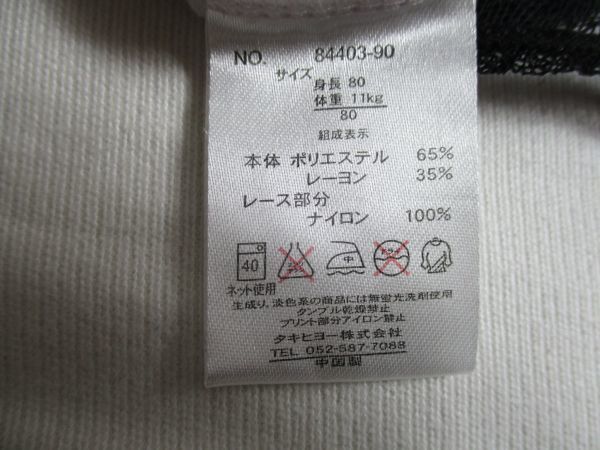 NO. 84403-90
サイズ
身長 80
体重 11kg
80
組成表示
本体 ポリエステル 65%
レーヨン 35%
レース部分
ナイロン 100%
40 中
ネット使用
生成り、淡色系の商品には無蛍光洗剤使用
タンブル乾燥禁止
プリント部分アイロン禁止
タキヒヨー株式会社
TEL 052-587-7088
中国製